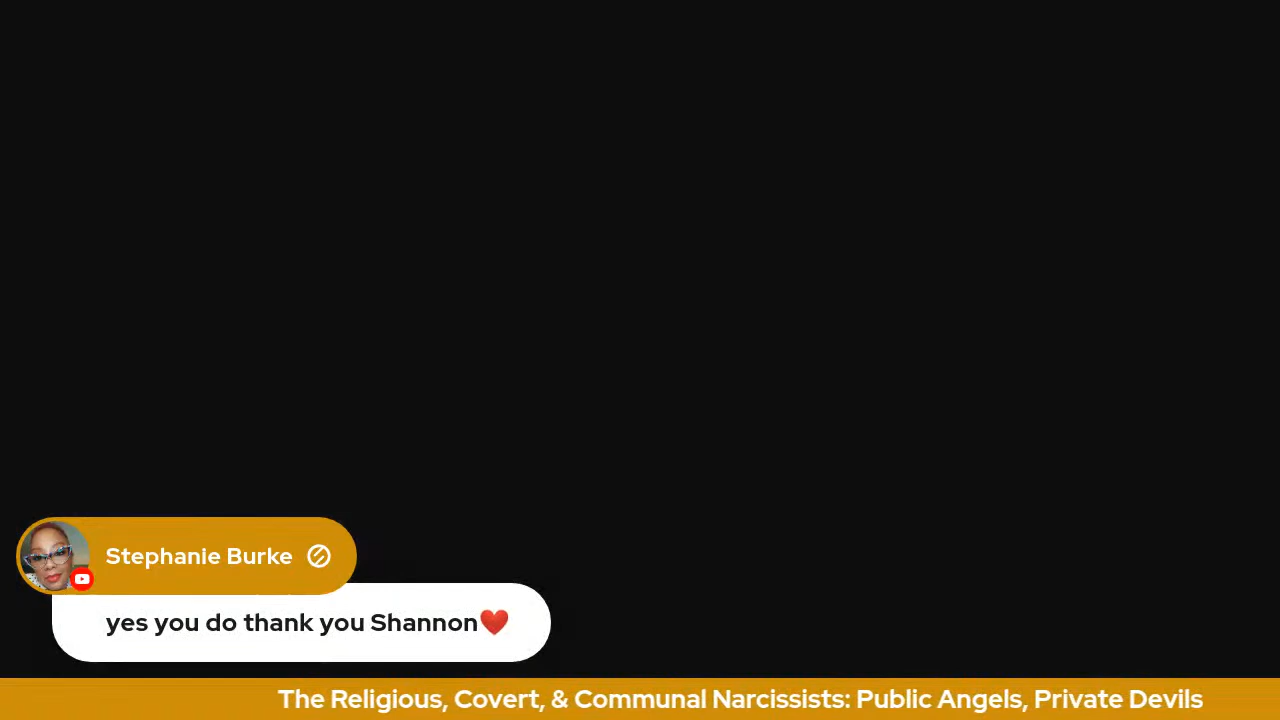 Stephanie Burke
yes you do thank you Shannon❤️
The Religious, Covert, & Communal Narcissists: Public Angels, Private Devils